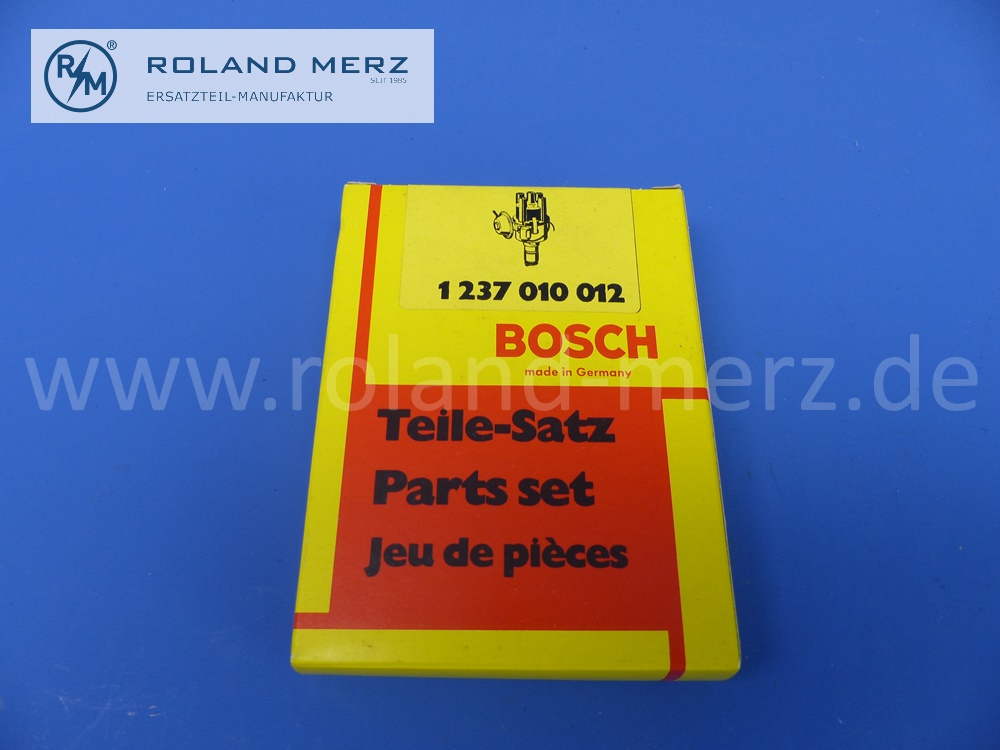 RM®
ROLAND MERZ
SEIT 1985
ERSATZTEIL-MANUFAKTUR
1 237 010 012
BOSCH
made in Germany
www.roland-merz.de
Teile-Satz
Parts set
Jeu de pièces